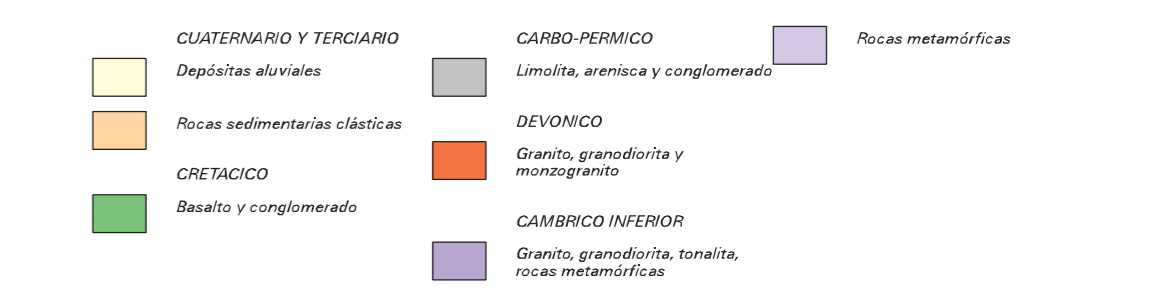 CUATERNARIO Y TERCIARIO
Depósitas aluviales
Rocas sedimentarias clásticas
CRETACICO
Basalto y conglomerado
CARBO-PERMICO
Limolita, arenisca y conglomerado
DEVONICO
Granito, granodiorita y
monzogranito
CAMBRICO INFERIOR
Granito, granodiorita, tonalita,
rocas metamórficas
Rocas metamórficas